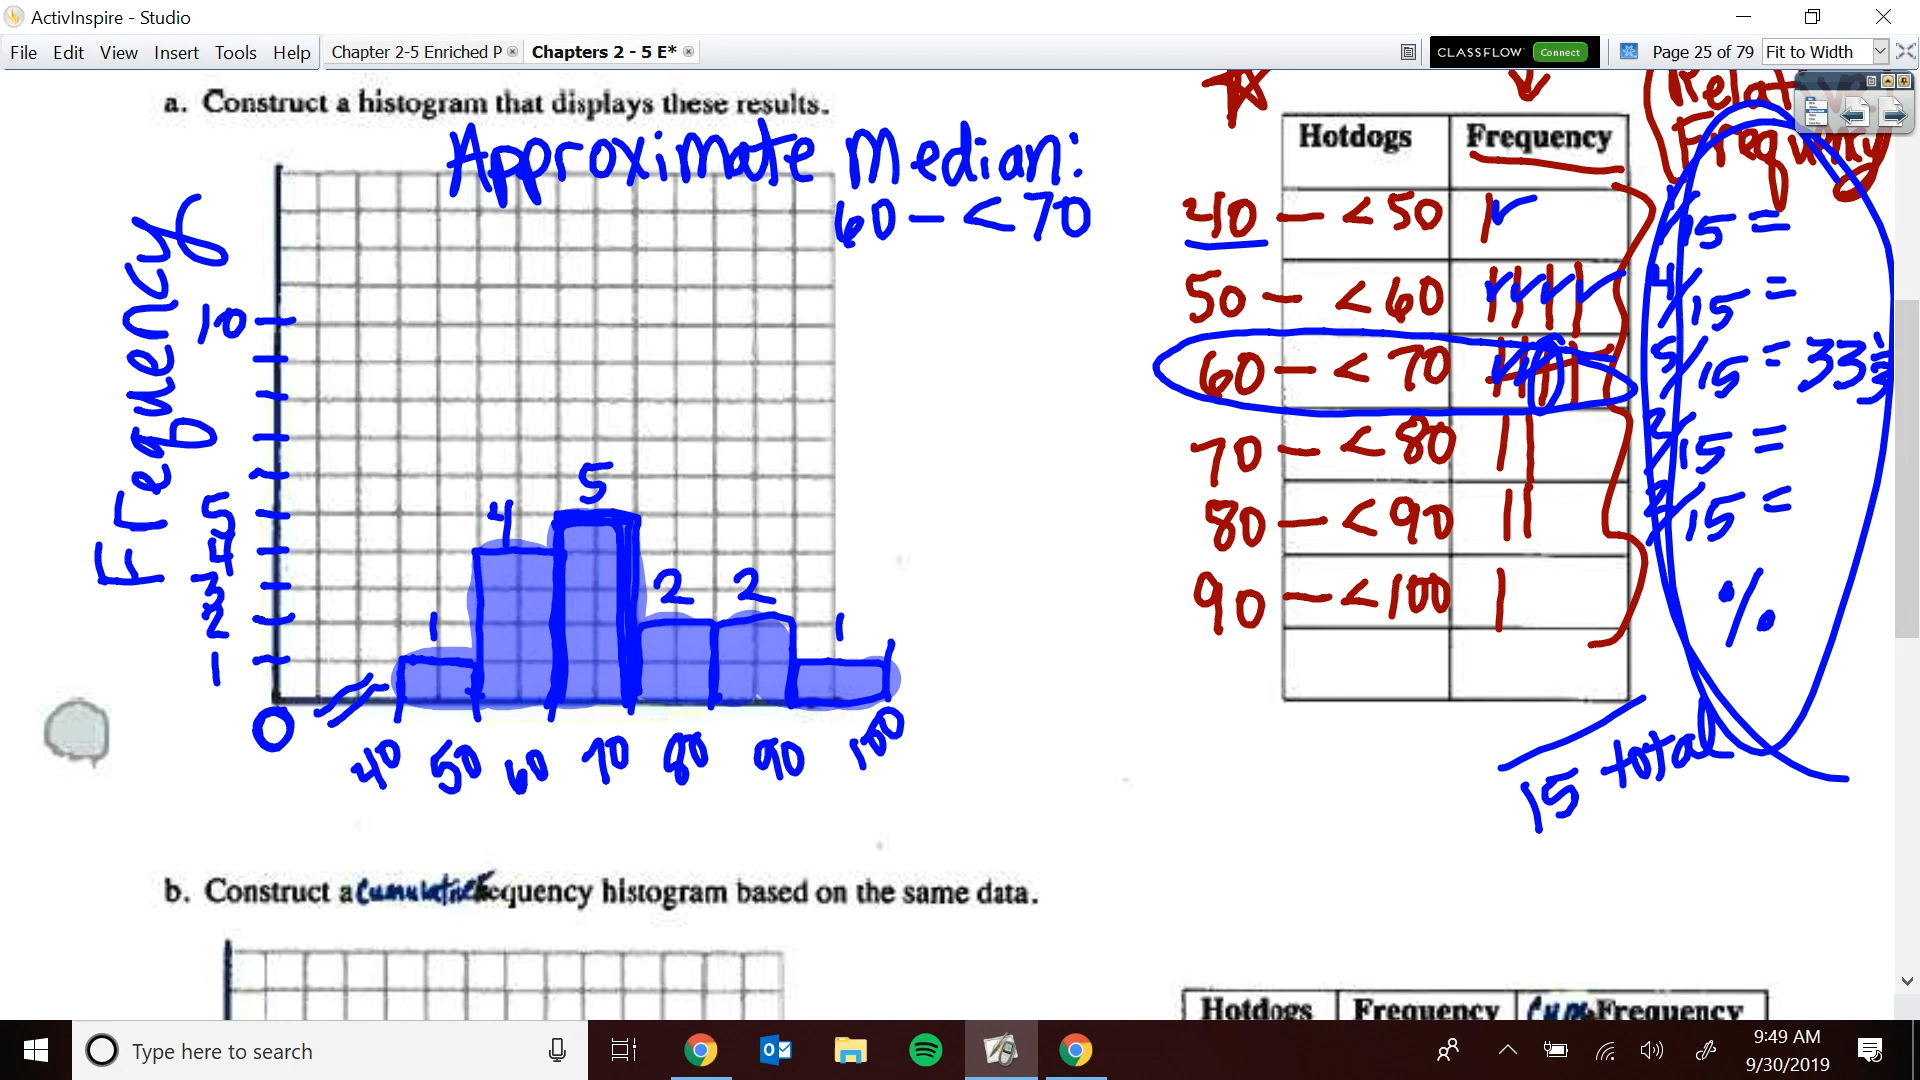 ActivInspire - Studio
File Edit View Insert Tools Help
Chapter 2-5 Enriched P
Chapters 2 - 5 E*
CLASSFLOW Connect
Page 25 of 79
Fit to Width
a. Construct a histogram that displays these results.
Approximate Median:
60 - < 70
Frequency
10
5
4
3
2
1
0
1 4 5 2 2 1
40 50 60 70 80 90 100
Relative
Frequency
Hotdogs Frequency
40 - < 50 /15 =
50 - < 60 4/15 =
60 - < 70 5/15 = 33 1/3
70 - < 80 2/15 =
80 - < 90 2/15 =
90 - < 100 %
15 total
b. Construct a cumulative frequency histogram based on the same data.
Hotdogs Frequency Cum. Frequency
Type here to search
9:49 AM
9/30/2019